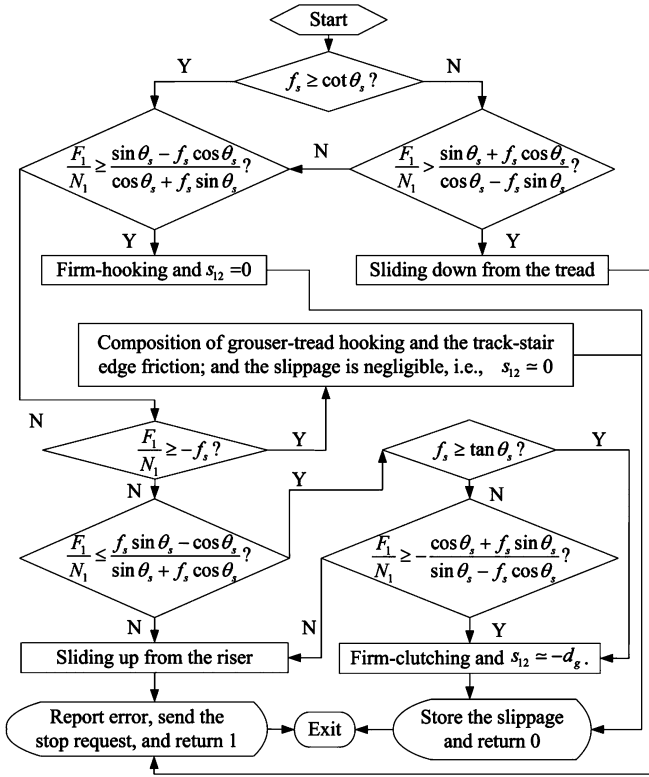 Start
Y
N
f_s ≥ cot θ_s ?
F_1/N_1 ≥ (sin θ_s − f_s cos θ_s)/(cos θ_s + f_s sin θ_s) ?
N
F_1/N_1 > (sin θ_s + f_s cos θ_s)/(cos θ_s − f_s sin θ_s) ?
Y
Y
Firm-hooking and s_12 =0
Sliding down from the tread
Composition of grouser-tread hooking and the track-stair
edge friction; and the slippage is negligible, i.e., s_12 ≃ 0
N
F_1/N_1 ≥ −f_s ?
Y
f_s ≥ tan θ_s ?
Y
N
Y
N
F_1/N_1 ≤ (f_s sin θ_s − cos θ_s)/(sin θ_s + f_s cos θ_s) ?
F_1/N_1 ≥ −(cos θ_s + f_s sin θ_s)/(sin θ_s − f_s cos θ_s) ?
N
N
Y
Sliding up from the riser
Firm-clutching and s_12 ≃ −d_g .
Report error, send the
stop request, and return 1
Exit
Store the slippage
and return 0